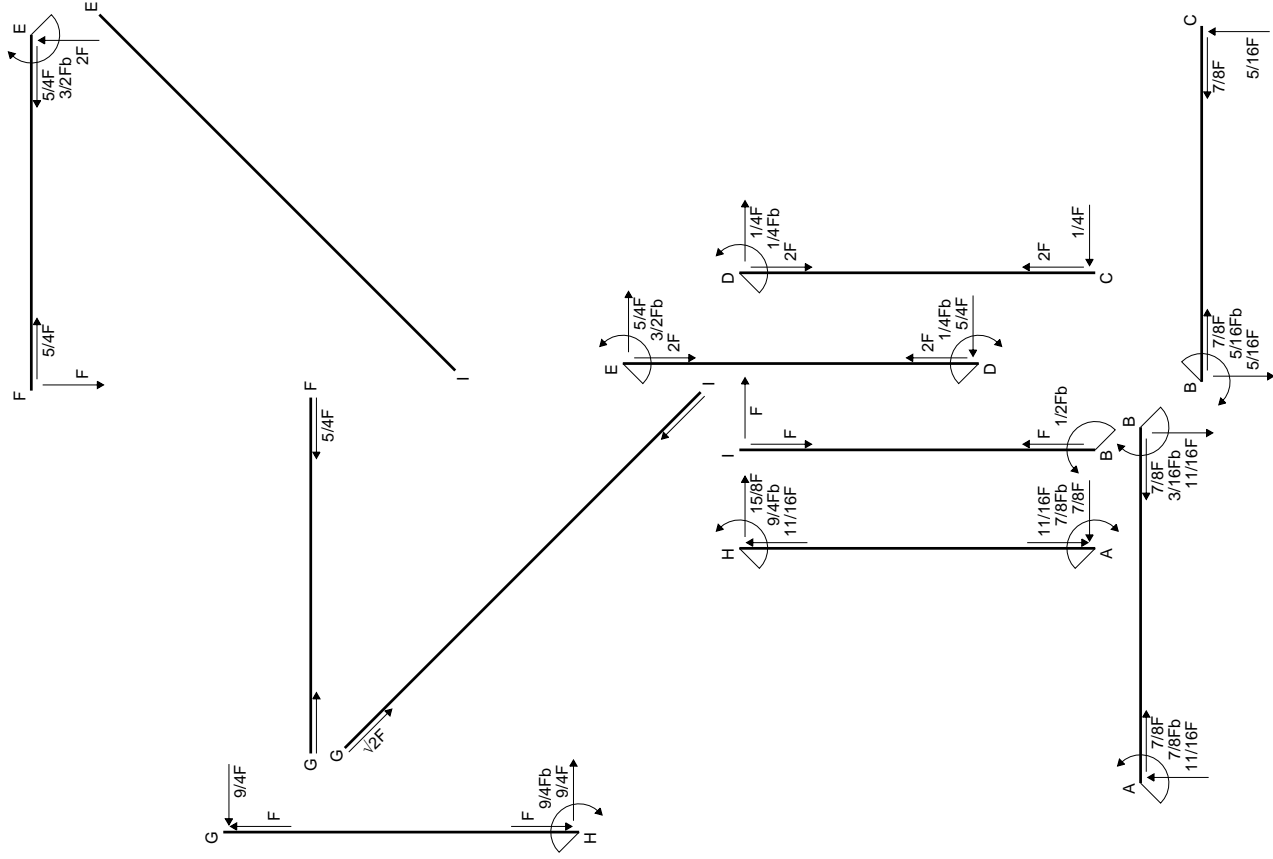 F
E
5/4F
F
5/4F
3/2Fb
2F
E
I
G
F
5/4F
G
√2F
I
G
9/4F
F
F
9/4Fb
9/4F
H
E
5/4F
3/2Fb
2F
2F
1/4Fb
5/4F
D
D
1/4F
1/4Fb
2F
2F
1/4F
C
I
F
F
F
1/2Fb
B
H
15/8F
9/4Fb
11/16F
11/16F
7/8Fb
7/8F
A
A
B
7/8F
7/8Fb
11/16F
7/8F
3/16Fb
11/16F
B
C
7/8F
5/16Fb
5/16F
7/8F
5/16F